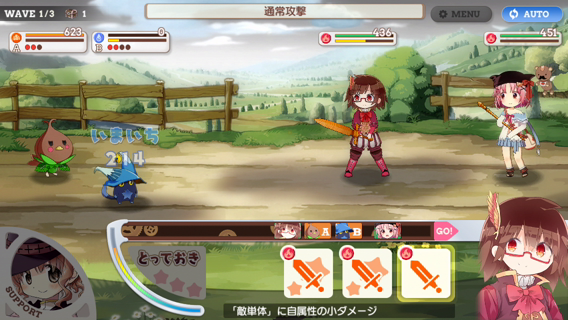 WAVE 1/3
1
通常攻撃
MENU
AUTO
623
A
0
B
436
451
いまいち
214
A
B
GO!
とっておき
SUPPORT
「敵単体」に自属性の小ダメージ